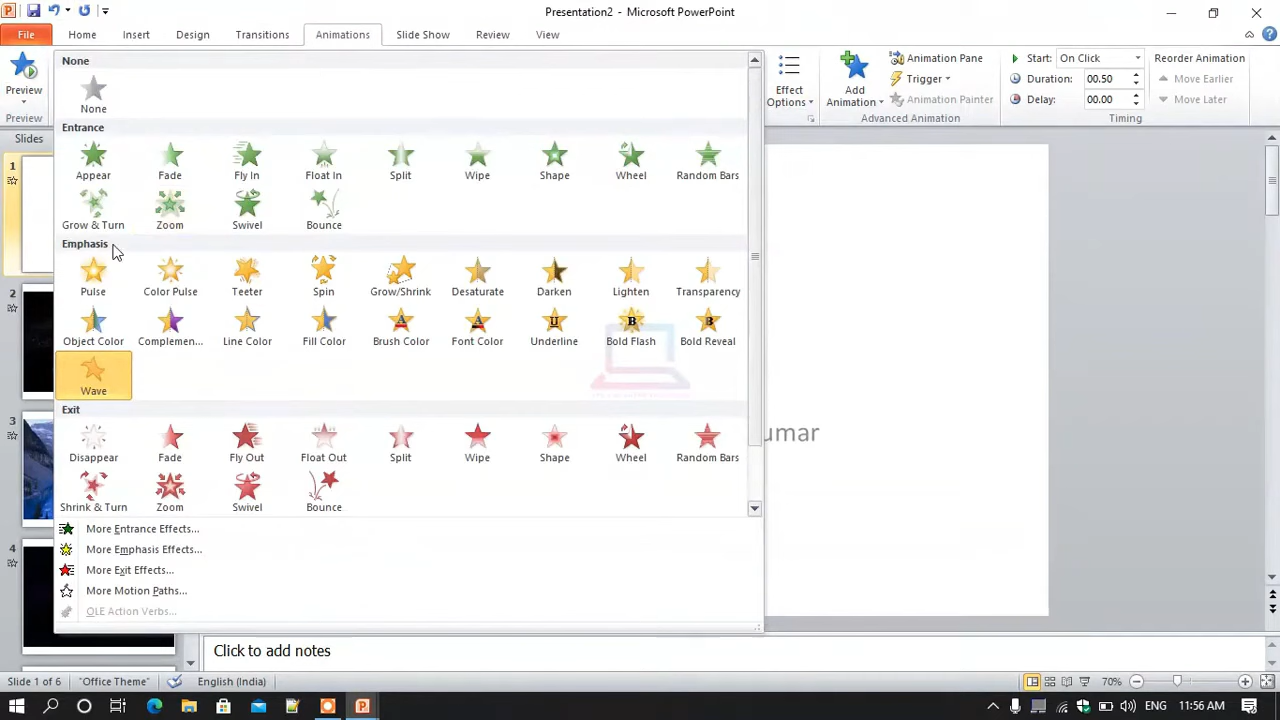 Presentation2 - Microsoft PowerPoint
File Home Insert Design Transitions Animations Slide Show Review View
None
None
Entrance
Appear Fade Fly In Float In Split Wipe Shape Wheel Random Bars
Grow & Turn Zoom Swivel Bounce
Emphasis
Pulse Color Pulse Teeter Spin Grow/Shrink Desaturate Darken Lighten Transparency
Object Color Complemen... Line Color Fill Color Brush Color Font Color Underline Bold Flash Bold Reveal
Wave
Exit
Disappear Fade Fly Out Float Out Split Wipe Shape Wheel Random Bars
Shrink & Turn Zoom Swivel Bounce
More Entrance Effects...
More Emphasis Effects...
More Exit Effects...
More Motion Paths...
OLE Action Verbs...
Preview
Preview
Effect Options
Add Animation
Animation Pane
Trigger
Animation Painter
Advanced Animation
Start: On Click
Duration: 00.50
Delay: 00.00
Timing
Reorder Animation
Move Earlier
Move Later
Slides
1
2
3
4
umar
Click to add notes
Slide 1 of 6 "Office Theme" English (India) 70%
ENG 11:56 AM